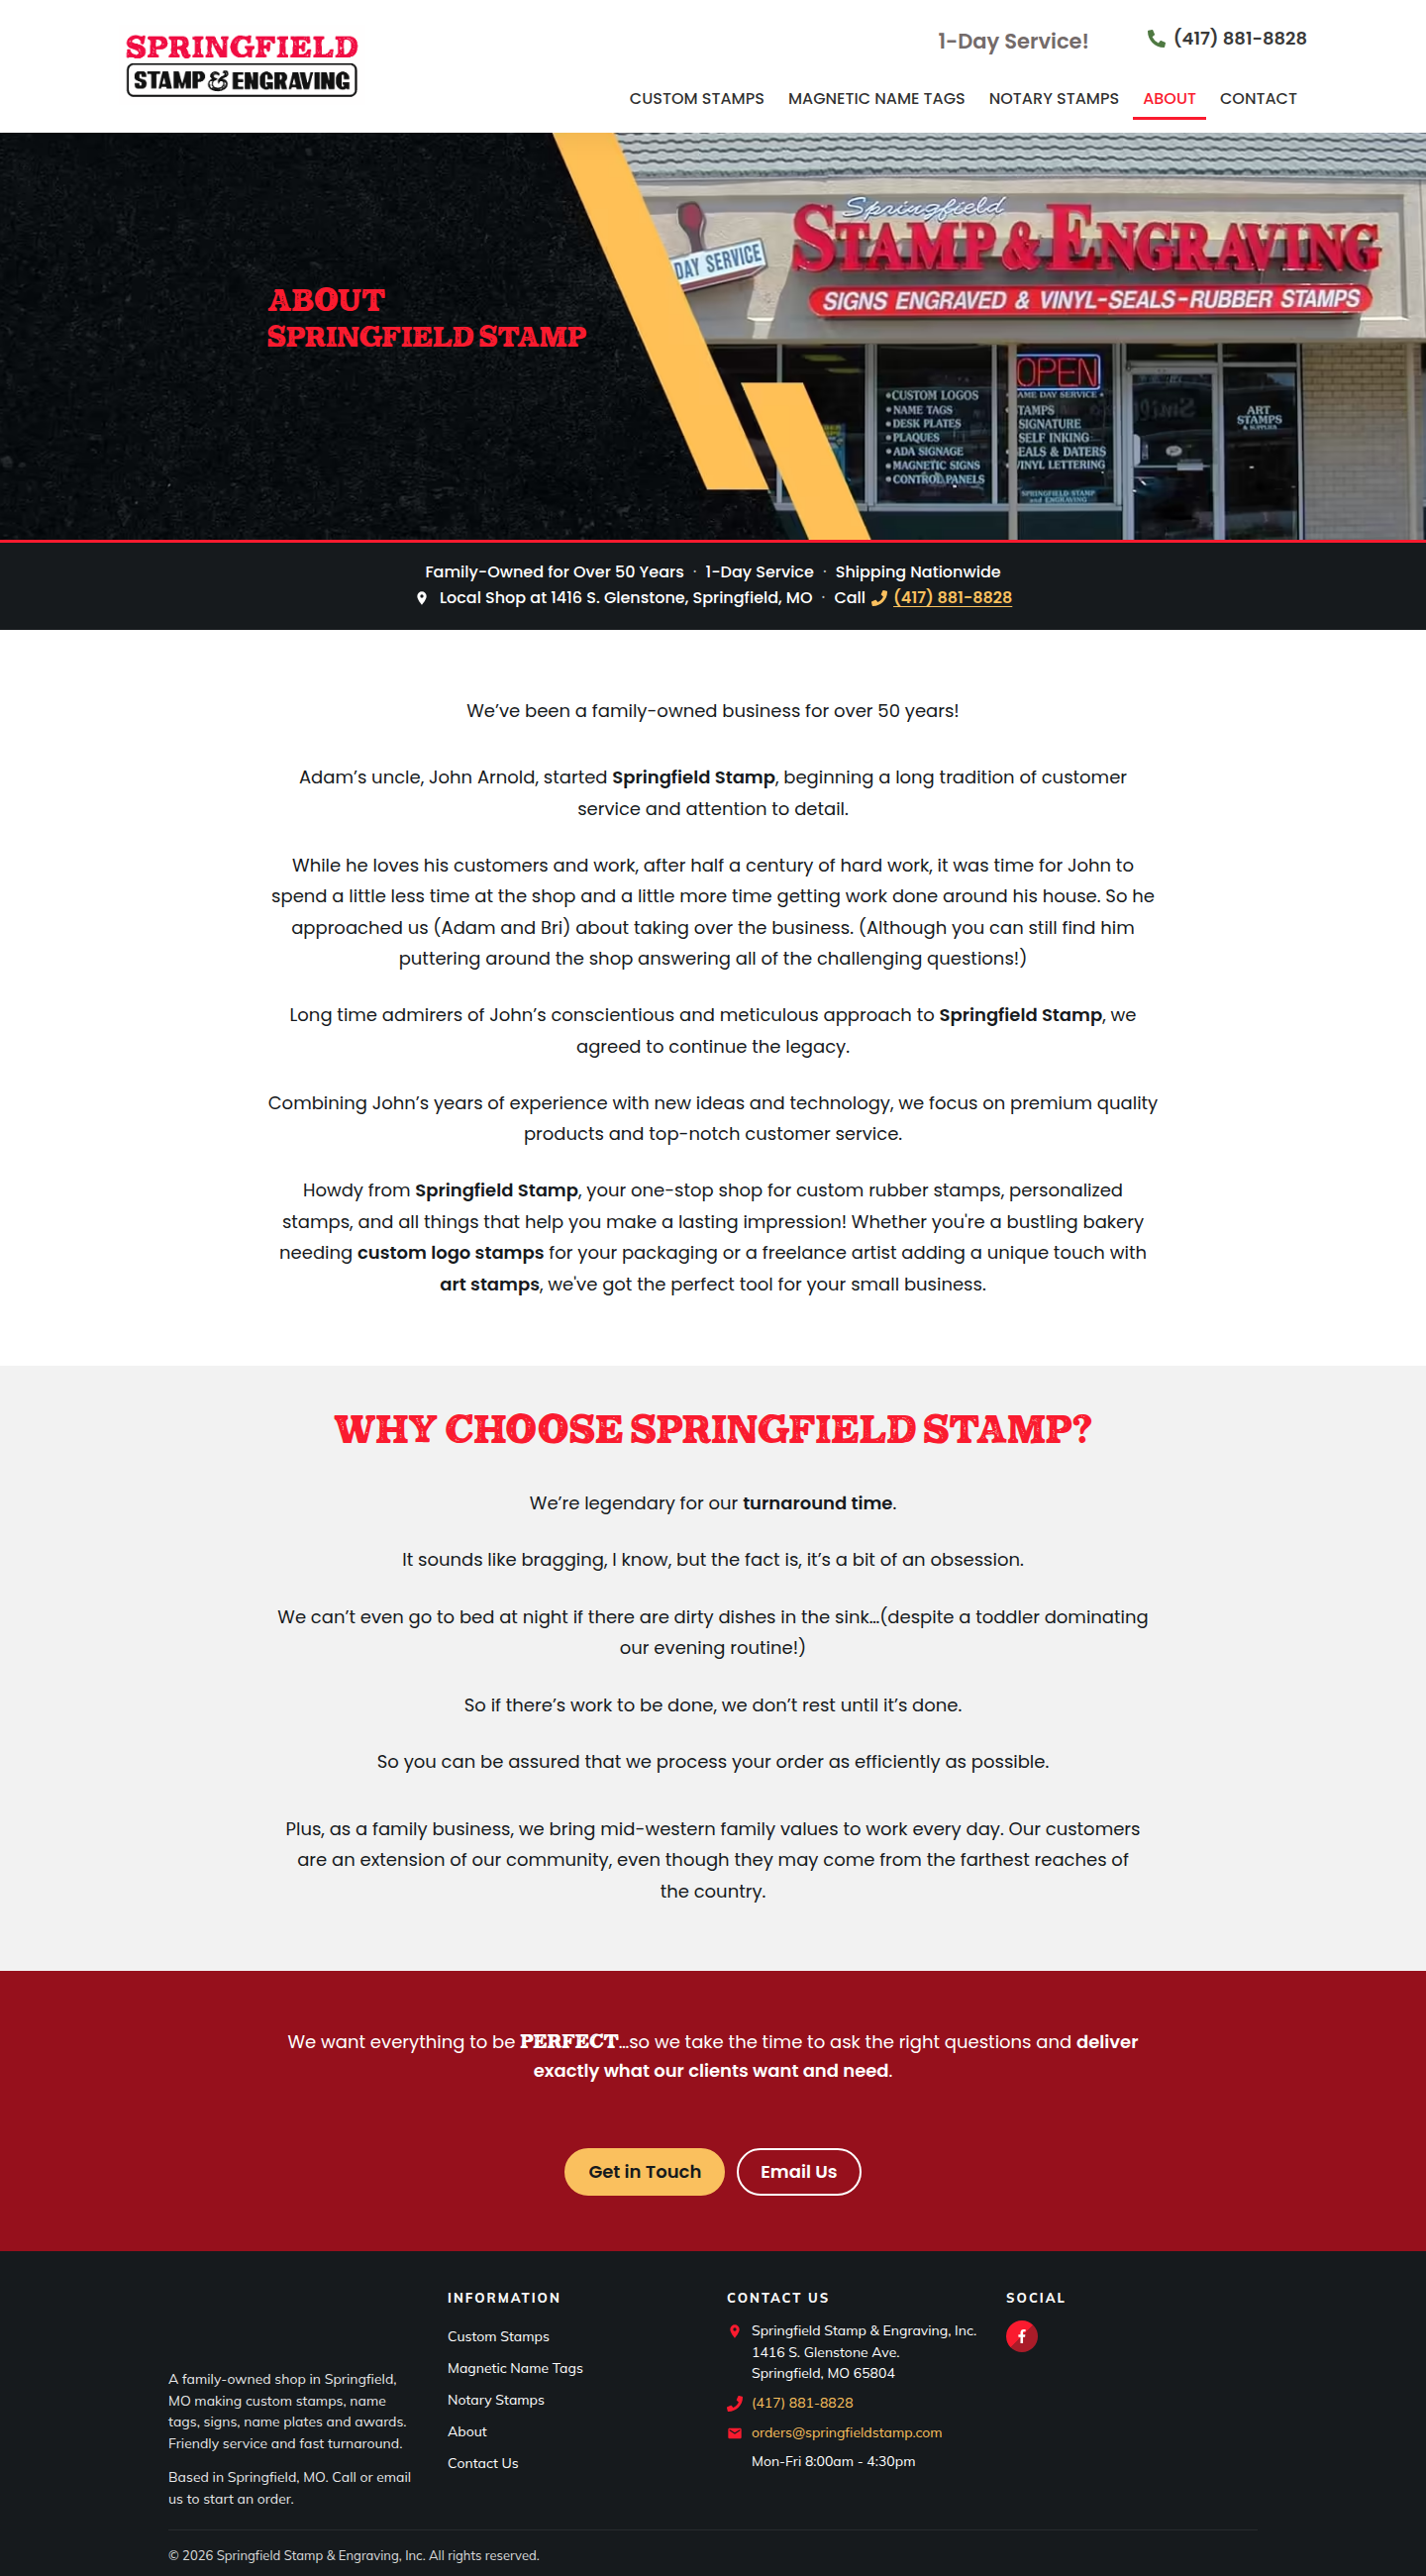 SPRINGFIELD
STAMP & ENGRAVING
1-Day Service!
(417) 881-8828
CUSTOM STAMPS MAGNETIC NAME TAGS NOTARY STAMPS ABOUT CONTACT
ABOUT
SPRINGFIELD STAMP
Springfield
STAMP & ENGRAVING
DAY SERVICE
SIGNS ENGRAVED & VINYL-SEALS-RUBBER STAMPS
OPEN
•CUSTOM LOGOS
•NAME TAGS
•DESK PLATES
•PLAQUES
•ADA SIGNAGE
•MAGNETIC SIGNS
•CONTROL PANELS
AME DAY SERVICE •
STAMPS
SIGNATURE
SELF INKING
SEALS & DATERS
VINYL LETTERING
SPRINGFIELD STAMP
and ENGRAVING
ART
STAMPS
& SUPPLIES
Family-Owned for Over 50 Years · 1-Day Service · Shipping Nationwide
Local Shop at 1416 S. Glenstone, Springfield, MO · Call (417) 881-8828
We’ve been a family-owned business for over 50 years!
Adam’s uncle, John Arnold, started Springfield Stamp, beginning a long tradition of customer
service and attention to detail.
While he loves his customers and work, after half a century of hard work, it was time for John to
spend a little less time at the shop and a little more time getting work done around his house. So he
approached us (Adam and Bri) about taking over the business. (Although you can still find him
puttering around the shop answering all of the challenging questions!)
Long time admirers of John’s conscientious and meticulous approach to Springfield Stamp, we
agreed to continue the legacy.
Combining John’s years of experience with new ideas and technology, we focus on premium quality
products and top-notch customer service.
Howdy from Springfield Stamp, your one-stop shop for custom rubber stamps, personalized
stamps, and all things that help you make a lasting impression! Whether you're a bustling bakery
needing custom logo stamps for your packaging or a freelance artist adding a unique touch with
art stamps, we've got the perfect tool for your small business.
WHY CHOOSE SPRINGFIELD STAMP?
We’re legendary for our turnaround time.
It sounds like bragging, I know, but the fact is, it’s a bit of an obsession.
We can’t even go to bed at night if there are dirty dishes in the sink…(despite a toddler dominating
our evening routine!)
So if there’s work to be done, we don’t rest until it’s done.
So you can be assured that we process your order as efficiently as possible.
Plus, as a family business, we bring mid-western family values to work every day. Our customers
are an extension of our community, even though they may come from the farthest reaches of
the country.
We want everything to be PERFECT…so we take the time to ask the right questions and deliver
exactly what our clients want and need.
Get in Touch
Email Us
A family-owned shop in Springfield,
MO making custom stamps, name
tags, signs, name plates and awards.
Friendly service and fast turnaround.
Based in Springfield, MO. Call or email
us to start an order.
INFORMATION
Custom Stamps
Magnetic Name Tags
Notary Stamps
About
Contact Us
CONTACT US
Springfield Stamp & Engraving, Inc.
1416 S. Glenstone Ave.
Springfield, MO 65804
(417) 881-8828
orders@springfieldstamp.com
Mon-Fri 8:00am - 4:30pm
SOCIAL
© 2026 Springfield Stamp & Engraving, Inc. All rights reserved.